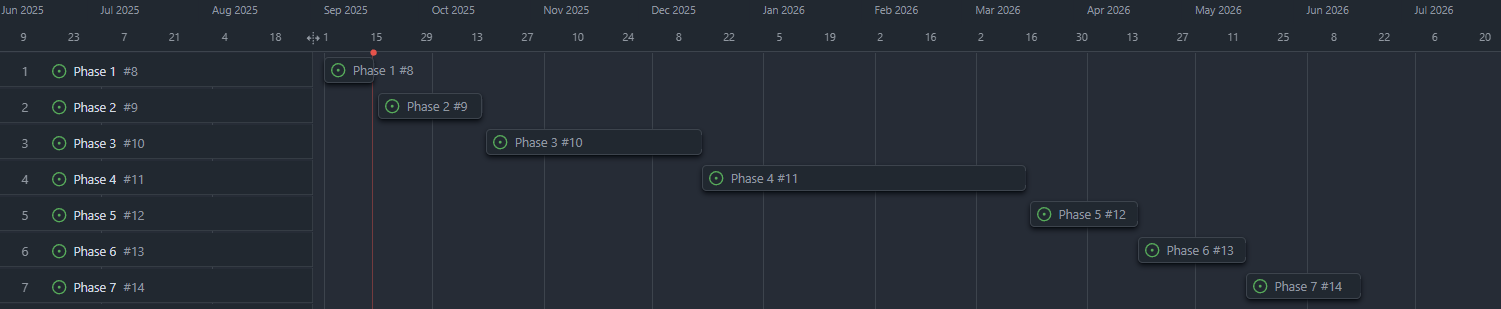 Jun 2025 Jul 2025 Aug 2025 Sep 2025 Oct 2025 Nov 2025 Dec 2025 Jan 2026 Feb 2026 Mar 2026 Apr 2026 May 2026 Jun 2026 Jul 2026
9 23 7 21 4 18 1 15 29 13 27 10 24 8 22 5 19 2 16 2 16 30 13 27 11 25 8 22 6 20
1 Phase 1 #8 Phase 1 #8
2 Phase 2 #9 Phase 2 #9
3 Phase 3 #10 Phase 3 #10
4 Phase 4 #11 Phase 4 #11
5 Phase 5 #12 Phase 5 #12
6 Phase 6 #13 Phase 6 #13
7 Phase 7 #14 Phase 7 #14